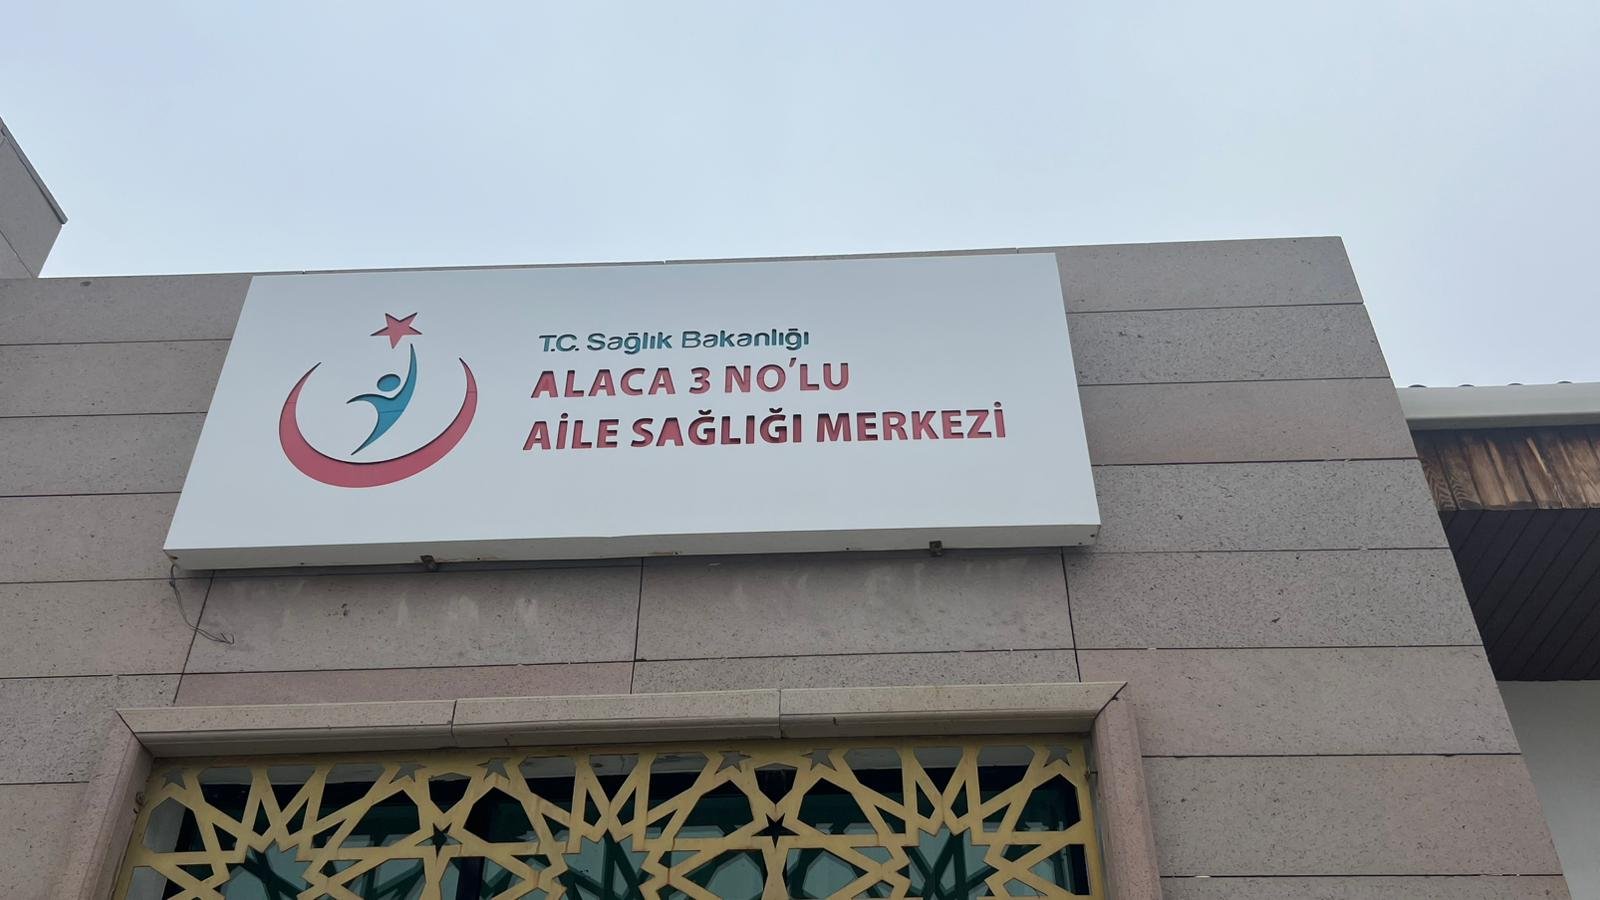 T.C. Sağlık Bakanlığı
ALACA 3 NO'LU
AİLE SAĞLIĞI MERKEZİ